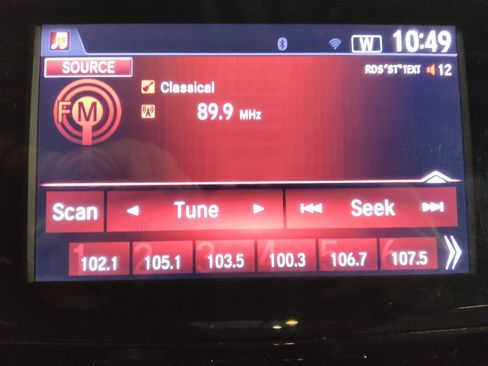 W 10:49
SOURCE
RDS "ST" TEXT 12
FM
Classical
89.9 MHz
Scan Tune Seek
1 2 3 4 5 6
102.1 105.1 103.5 100.3 106.7 107.5